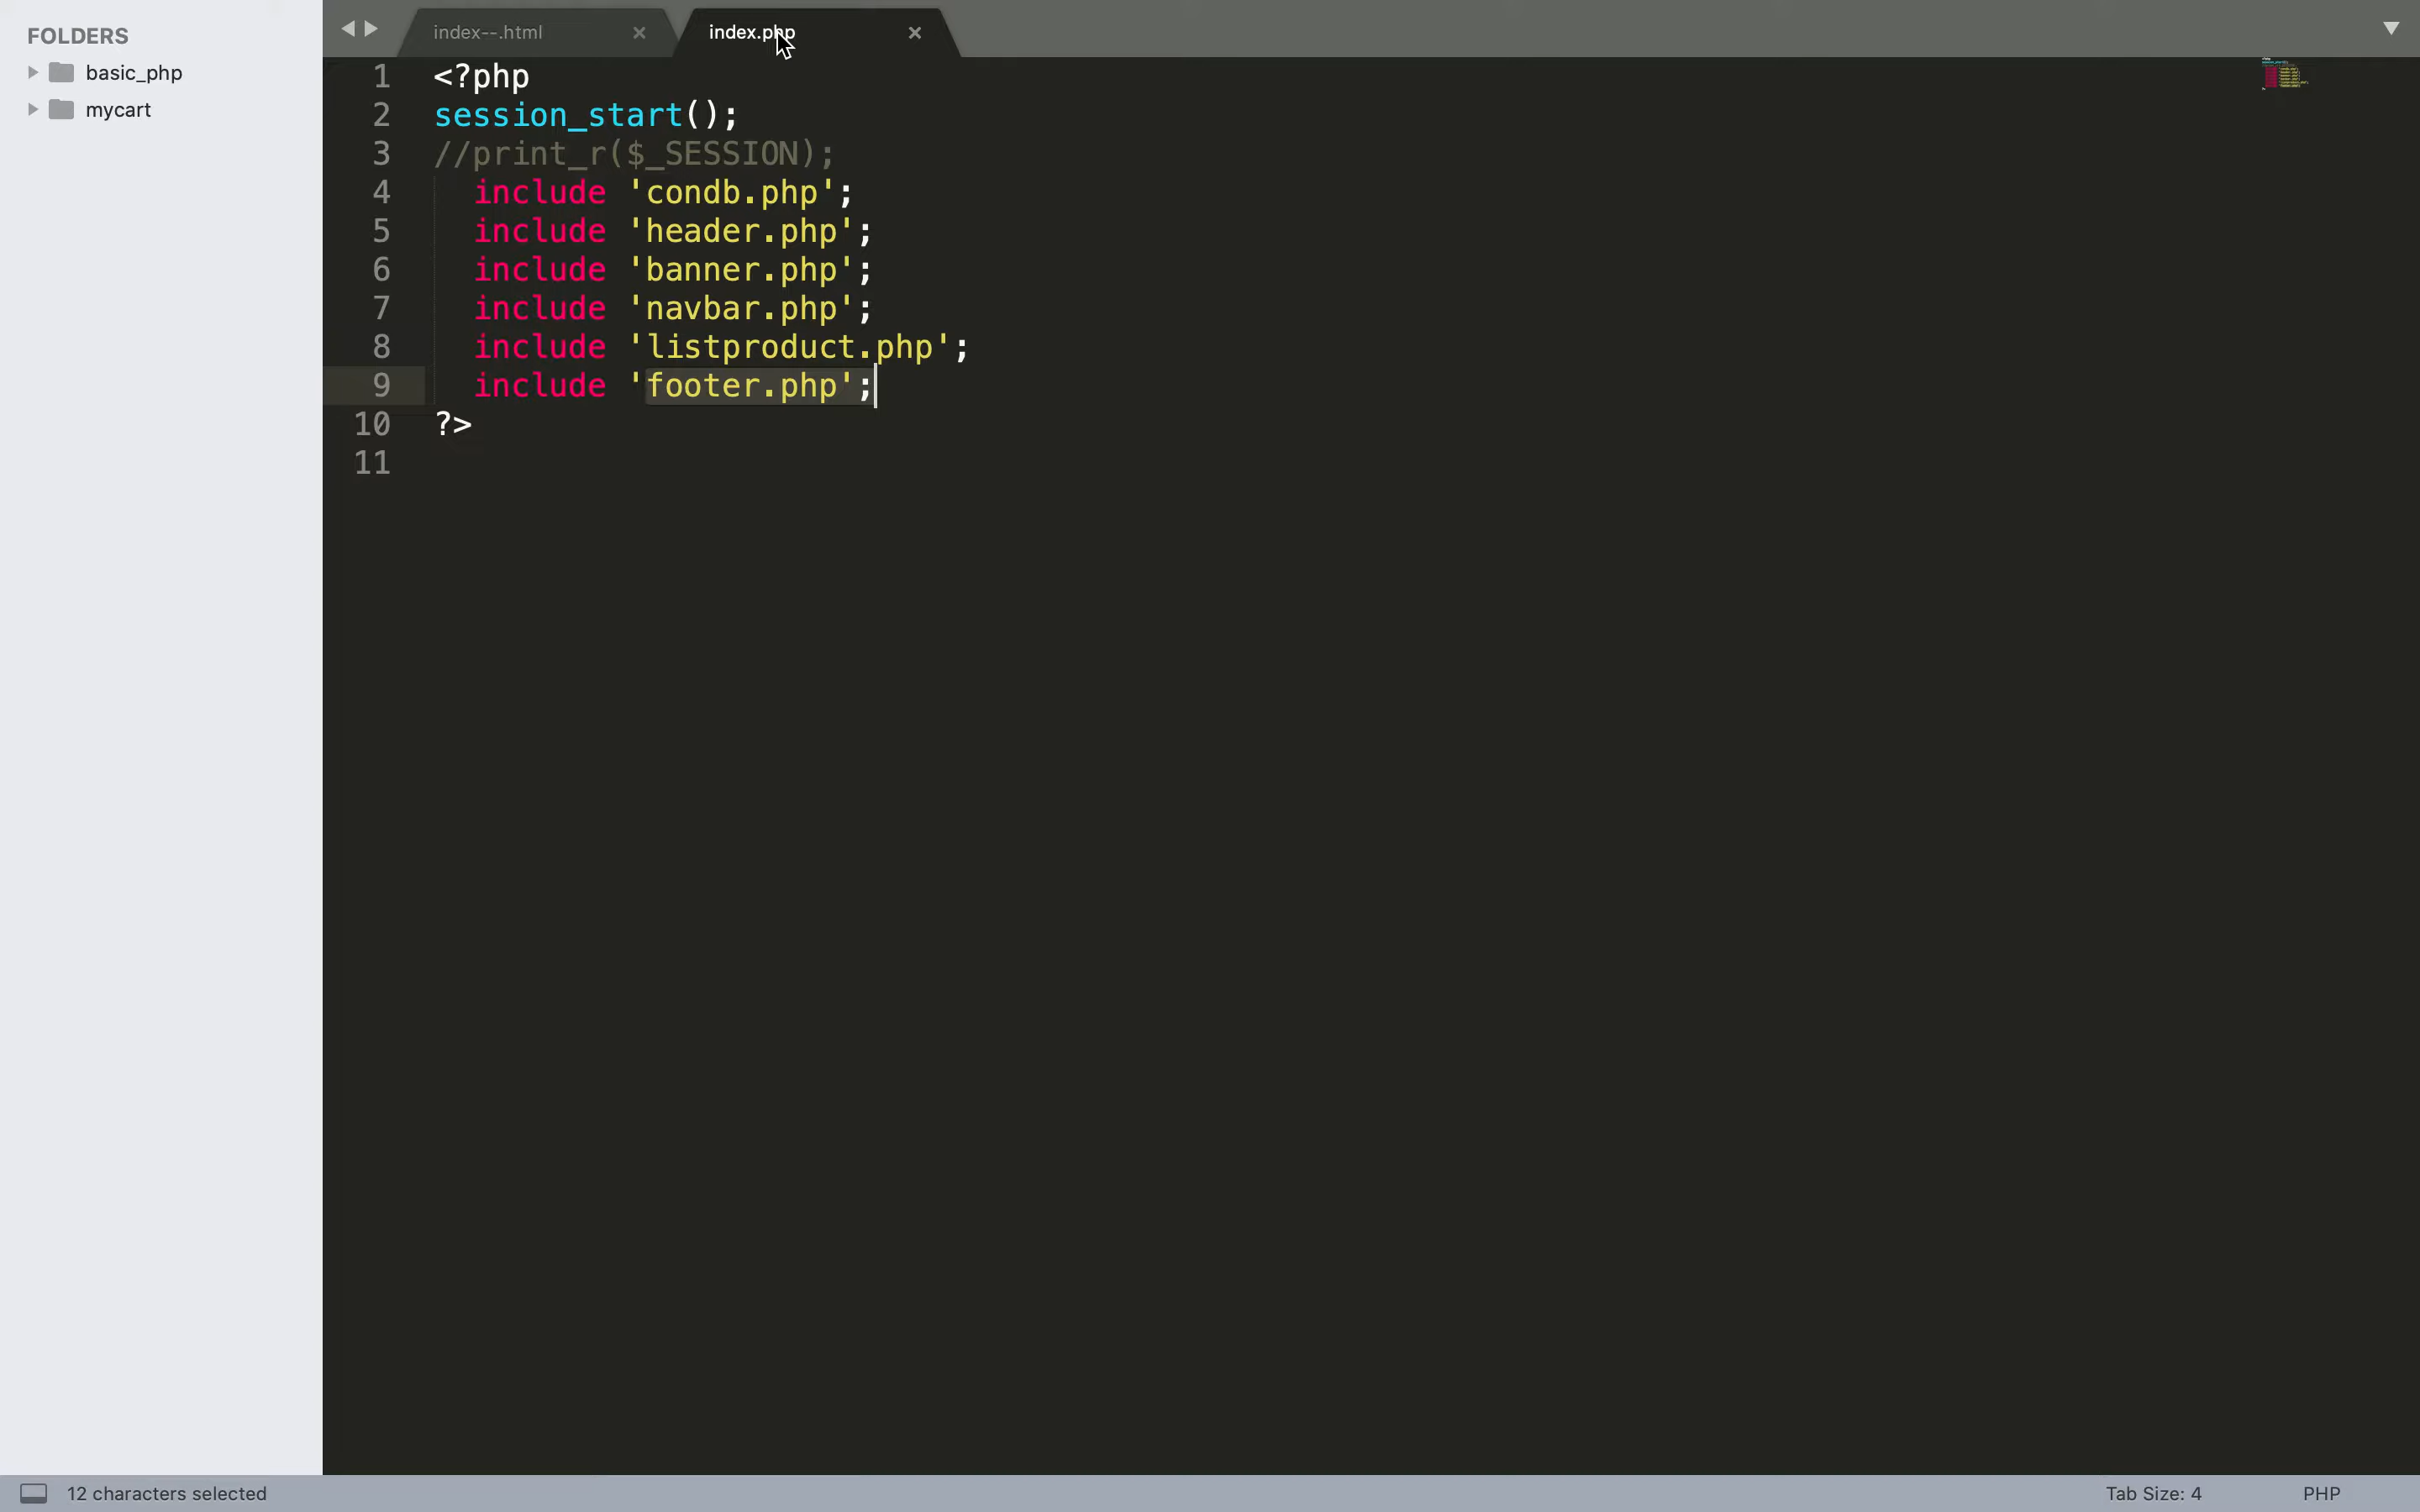 FOLDERS
basic_php
mycart
index--.html
index.php
1 <?php
2 session_start();
3 //print_r($_SESSION);
4 include 'condb.php';
5 include 'header.php';
6 include 'banner.php';
7 include 'navbar.php';
8 include 'listproduct.php';
9 include 'footer.php';
10 ?>
11
12 characters selected
Tab Size: 4
PHP